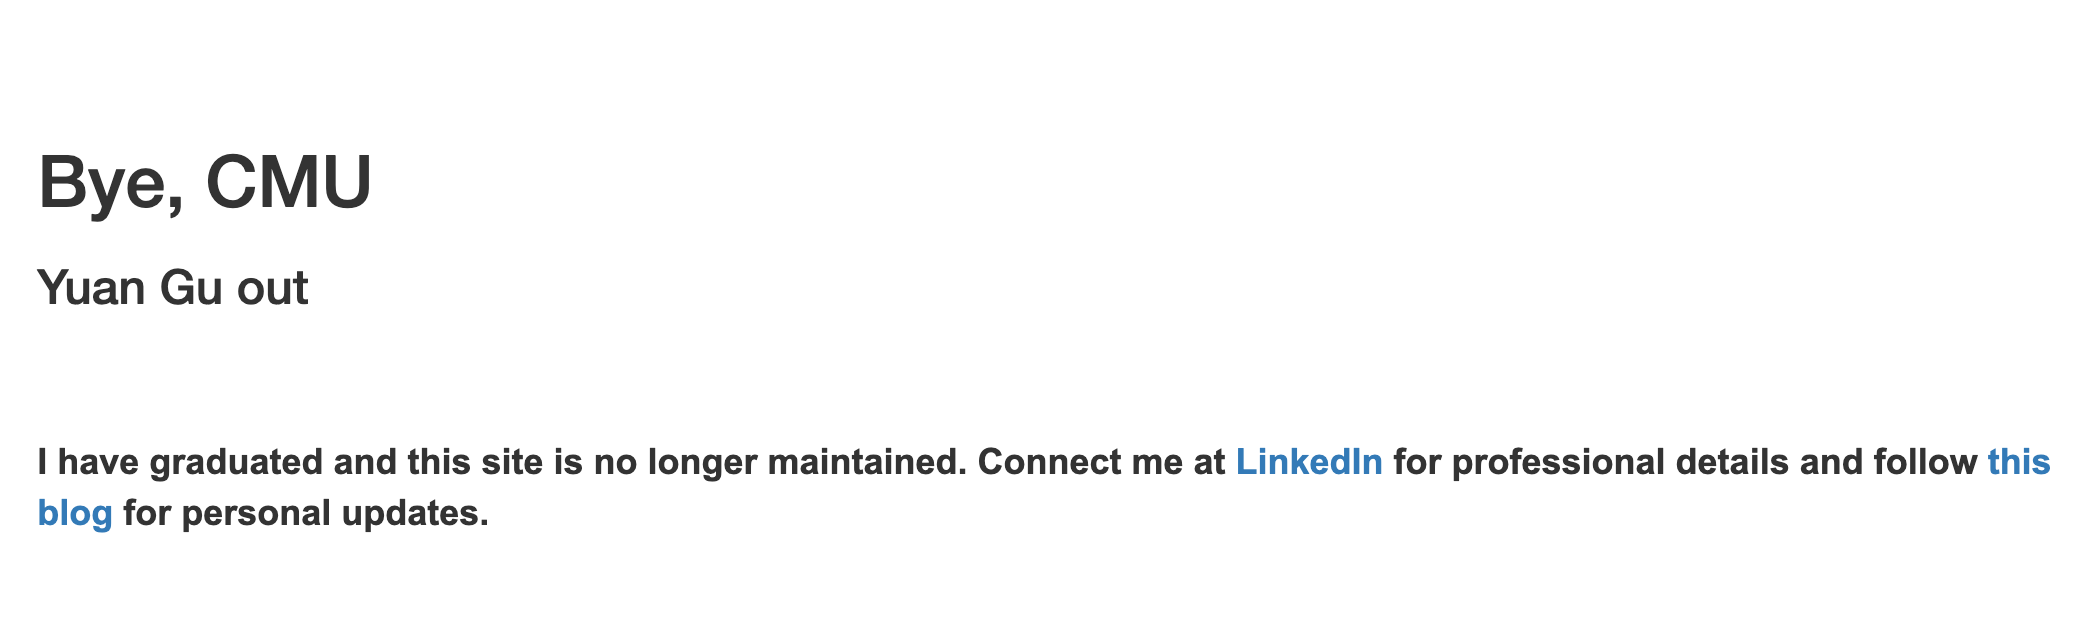 Bye, CMU
Yuan Gu out
I have graduated and this site is no longer maintained. Connect me at LinkedIn for professional details and follow this
blog for personal updates.